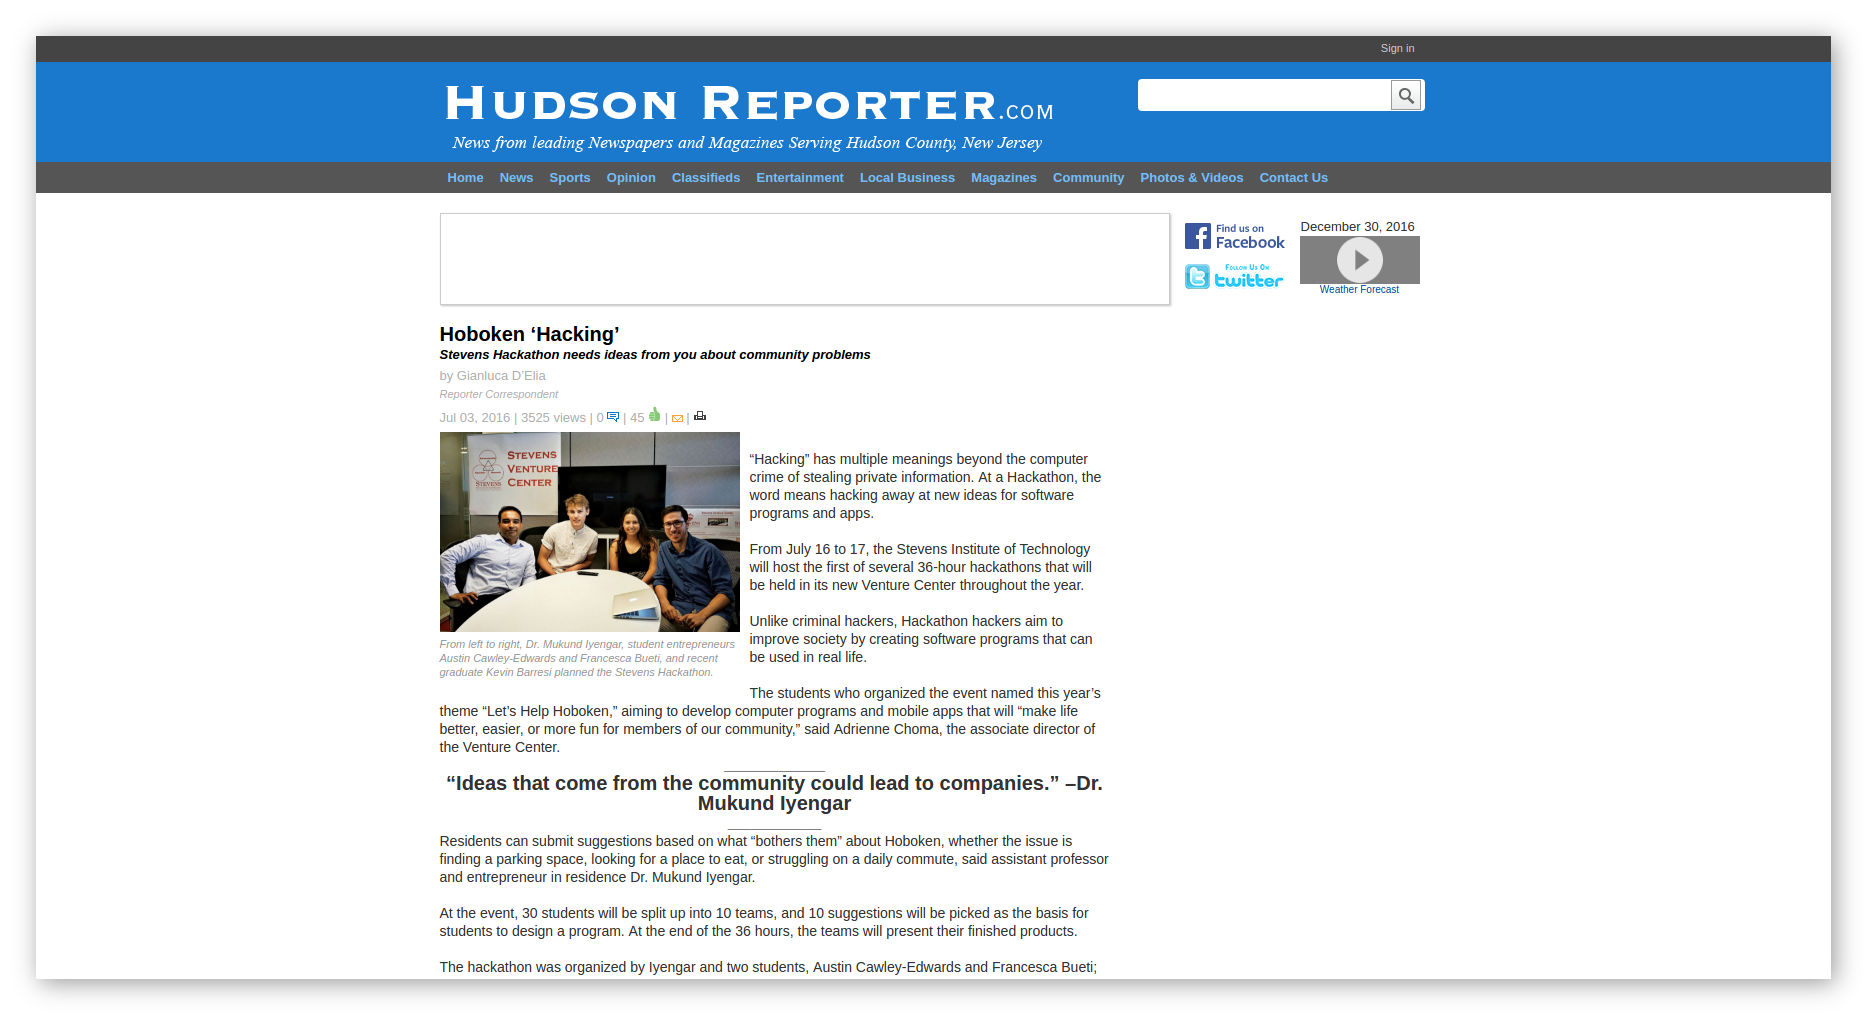 Sign in
HUDSON REPORTER.COM
News from leading Newspapers and Magazines Serving Hudson County, New Jersey
Home News Sports Opinion Classifieds Entertainment Local Business Magazines Community Photos & Videos Contact Us
Find us on
Facebook
Follow Us On
twitter
December 30, 2016
Weather Forecast
Hoboken ‘Hacking’
Stevens Hackathon needs ideas from you about community problems
by Gianluca D’Elia
Reporter Correspondent
Jul 03, 2016 | 3525 views | 0 | 45 | |
STEVENS
VENTURE
CENTER
STEVENS
From left to right, Dr. Mukund Iyengar, student entrepreneurs
Austin Cawley-Edwards and Francesca Bueti, and recent
graduate Kevin Barresi planned the Stevens Hackathon.
“Hacking” has multiple meanings beyond the computer
crime of stealing private information. At a Hackathon, the
word means hacking away at new ideas for software
programs and apps.
From July 16 to 17, the Stevens Institute of Technology
will host the first of several 36-hour hackathons that will
be held in its new Venture Center throughout the year.
Unlike criminal hackers, Hackathon hackers aim to
improve society by creating software programs that can
be used in real life.
The students who organized the event named this year’s
theme “Let’s Help Hoboken,” aiming to develop computer programs and mobile apps that will “make life
better, easier, or more fun for members of our community,” said Adrienne Choma, the associate director of
the Venture Center.
“Ideas that come from the community could lead to companies.” –Dr.
Mukund Iyengar
Residents can submit suggestions based on what “bothers them” about Hoboken, whether the issue is
finding a parking space, looking for a place to eat, or struggling on a daily commute, said assistant professor
and entrepreneur in residence Dr. Mukund Iyengar.
At the event, 30 students will be split up into 10 teams, and 10 suggestions will be picked as the basis for
students to design a program. At the end of the 36 hours, the teams will present their finished products.
The hackathon was organized by Iyengar and two students, Austin Cawley-Edwards and Francesca Bueti;